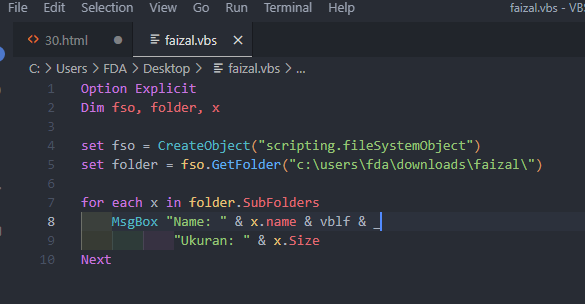 File Edit Selection View Go Run Terminal Help faizal.vbs - VBS
<> 30.html ● faizal.vbs ×
C: > Users > FDA > Desktop > faizal.vbs > ...
1 Option Explicit
2 Dim fso, folder, x
3
4 set fso = CreateObject("scripting.fileSystemObject")
5 set folder = fso.GetFolder("c:\users\fda\downloads\faizal\")
6
7 for each x in folder.SubFolders
8 MsgBox "Name: " & x.name & vblf & _
9 "Ukuran: " & x.Size
10 Next